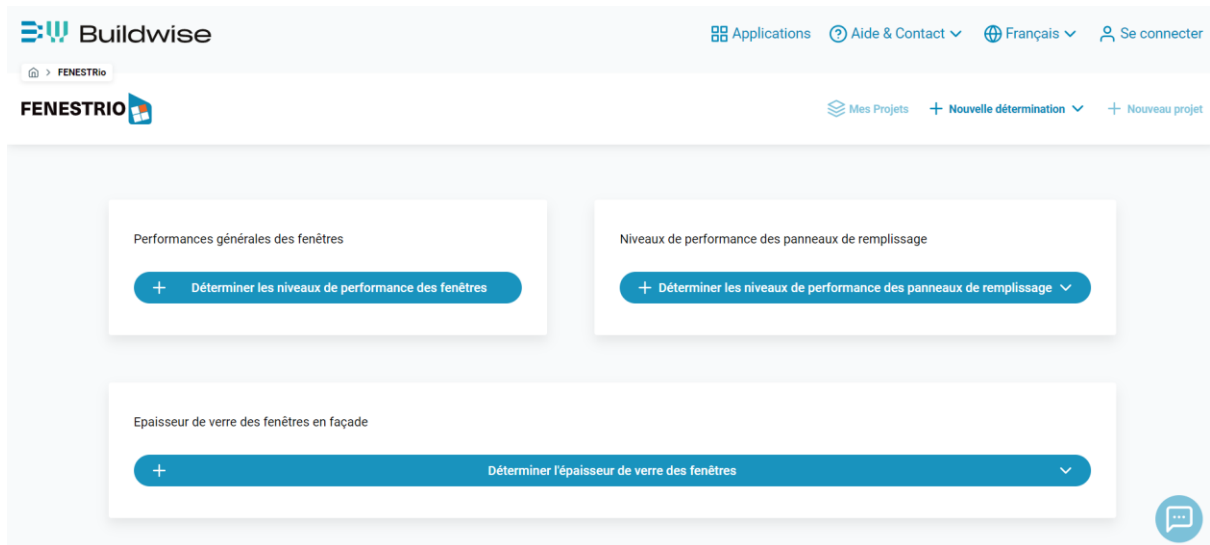 Buildwise
Applications Aide & Contact Français Se connecter
> FENESTRio
FENESTRIO
Mes Projets + Nouvelle détermination + Nouveau projet
Performances générales des fenêtres
+ Déterminer les niveaux de performance des fenêtres
Niveaux de performance des panneaux de remplissage
+ Déterminer les niveaux de performance des panneaux de remplissage
Epaisseur de verre des fenêtres en façade
+ Déterminer l'épaisseur de verre des fenêtres